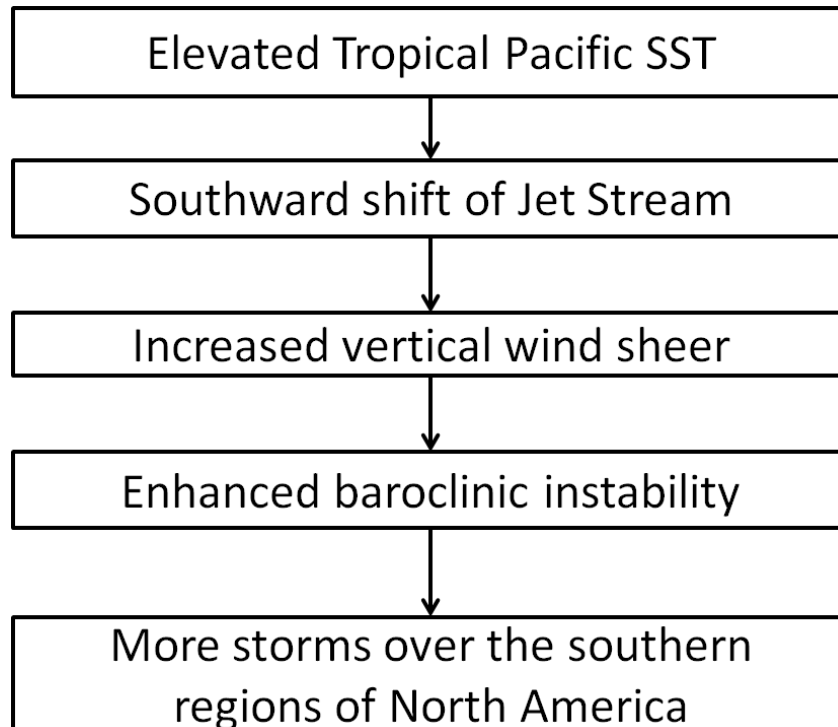 Elevated Tropical Pacific SST
Southward shift of Jet Stream
Increased vertical wind sheer
Enhanced baroclinic instability
More storms over the southern
regions of North America